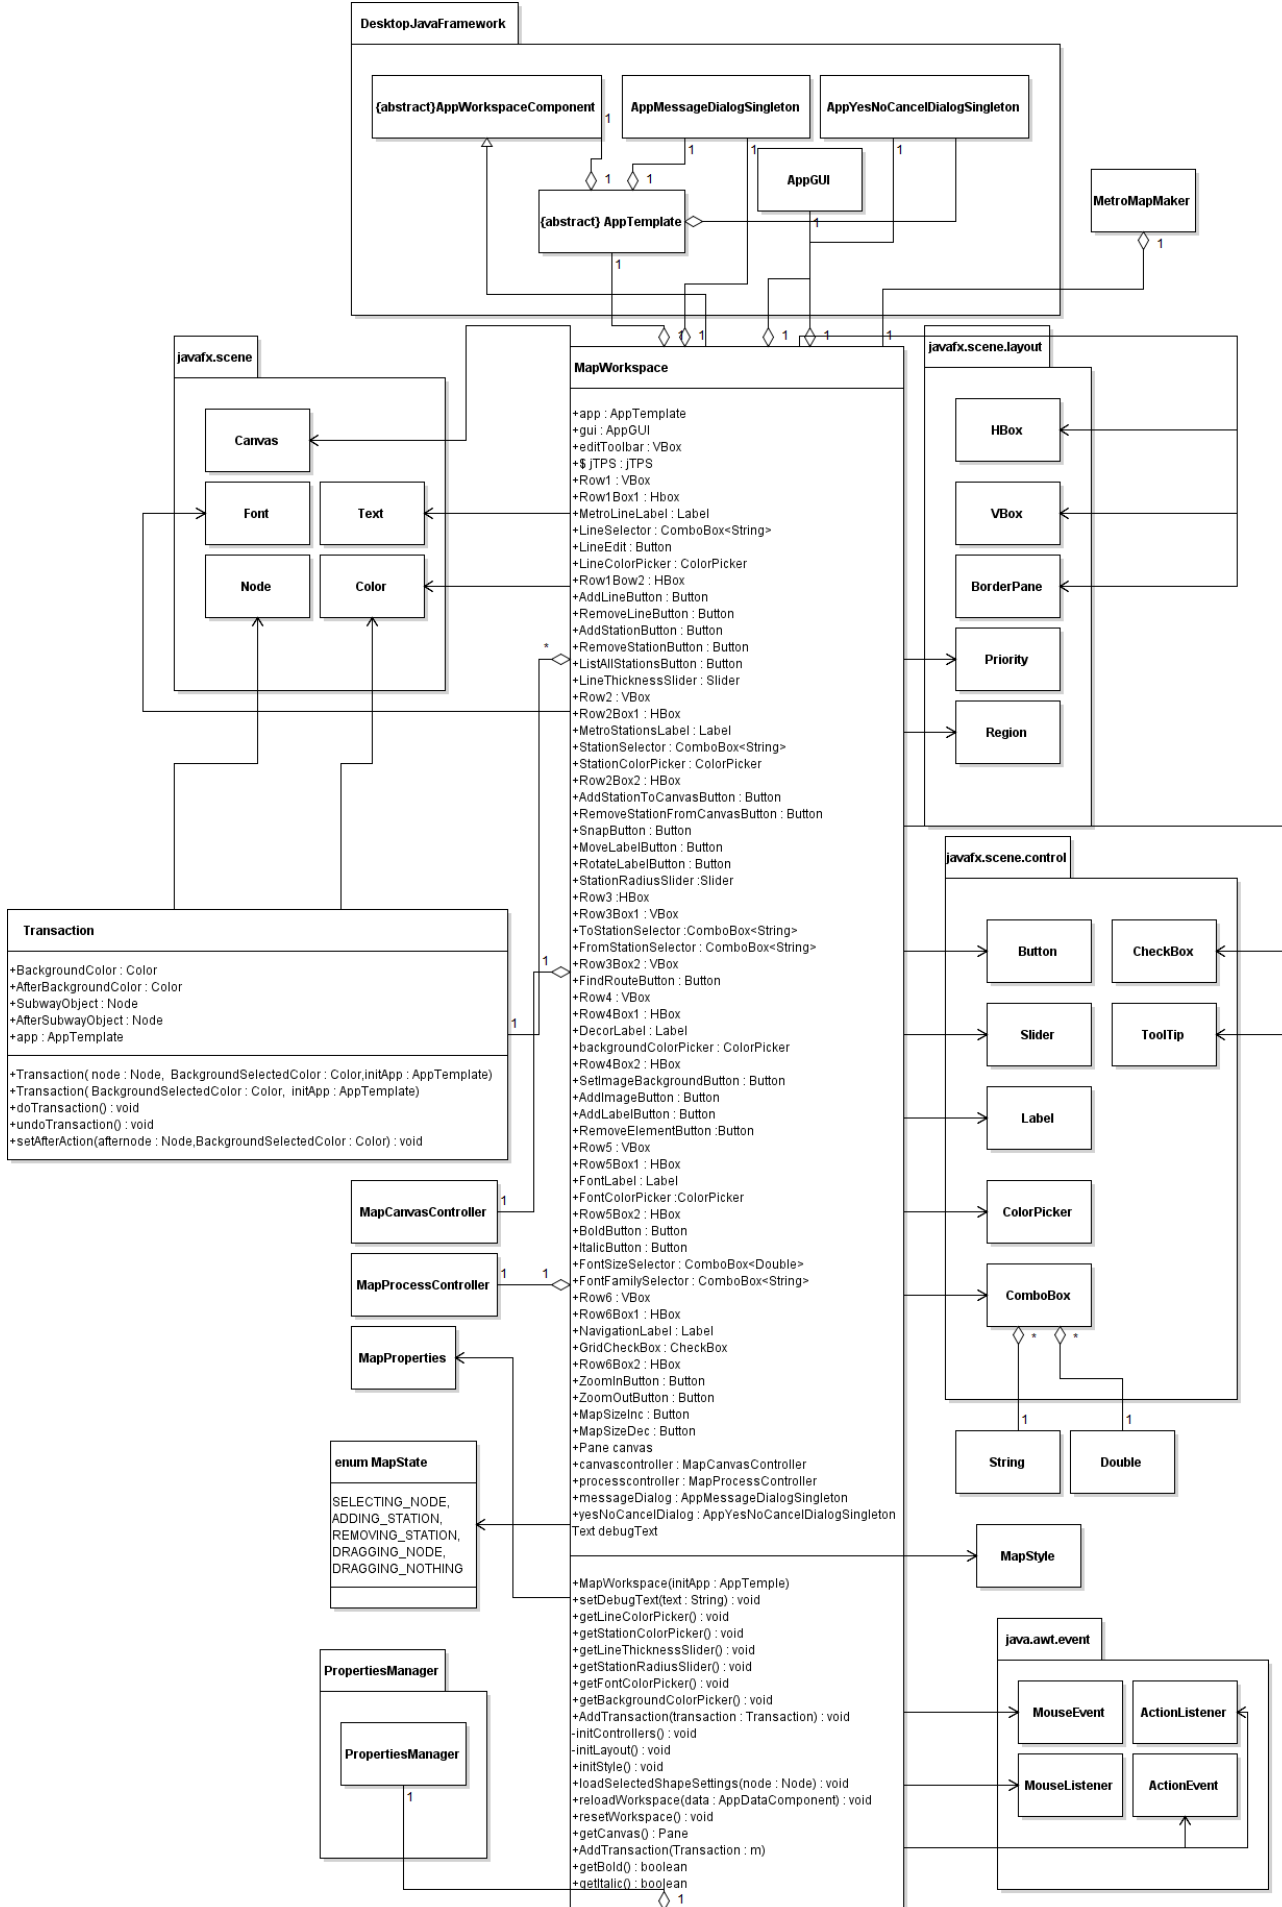 DesktopJavaFramework
{abstract}AppWorkspaceComponent
AppMessageDialogSingleton
AppYesNoCancelDialogSingleton
1
1
1
1
AppGUI
1
1
{abstract} AppTemplate
1
1
MetroMapMaker
1
1
1
1
1
1
javafx.scene
Canvas
Font
Text
Node
Color
javafx.scene.layout
HBox
VBox
BorderPane
Priority
Region
MapWorkspace
+app : AppTemplate
+gui : AppGUI
+editToolbar : VBox
+$ jTPS : jTPS
+Row1 : VBox
+Row1Box1 : Hbox
+MetroLineLabel : Label
+LineSelector : ComboBox<String>
+LineEdit : Button
+LineColorPicker : ColorPicker
+Row1Bow2 : HBox
+AddLineButton : Button
+RemoveLineButton : Button
+AddStationButton : Button
+RemoveStationButton : Button
+ListAllStationsButton : Button
+LineThicknessSlider : Slider
+Row2 : VBox
+Row2Box1 : HBox
+MetroStationsLabel : Label
+StationSelector : ComboBox<String>
+StationColorPicker : ColorPicker
+Row2Box2 : HBox
+AddStationToCanvasButton : Button
+RemoveStationFromCanvasButton : Button
+SnapButton : Button
+MoveLabelButton : Button
+RotateLabelButton : Button
+StationRadiusSlider :Slider
+Row3 :HBox
+Row3Box1 : VBox
+ToStationSelector :ComboBox<String>
+FromStationSelector : ComboBox<String>
+Row3Box2 : VBox
+FindRouteButton : Button
+Row4 : VBox
+Row4Box1 : HBox
+DecorLabel : Label
+backgroundColorPicker : ColorPicker
+Row4Box2 : HBox
+SetImageBackgroundButton : Button
+AddImageButton : Button
+AddLabelButton : Button
+RemoveElementButton :Button
+Row5 : VBox
+Row5Box1 : HBox
+FontLabel : Label
+FontColorPicker :ColorPicker
+Row5Box2 : HBox
+BoldButton : Button
+ItalicButton : Button
+FontSizeSelector : ComboBox<Double>
+FontFamilySelector : ComboBox<String>
+Row6 : VBox
+Row6Box1 : HBox
+NavigationLabel : Label
+GridCheckBox : CheckBox
+Row6Box2 : HBox
+ZoomInButton : Button
+ZoomOutButton : Button
+MapSizeInc : Button
+MapSizeDec : Button
+Pane canvas
+canvascontroller : MapCanvasController
+processcontroller : MapProcessController
+messageDialog : AppMessageDialogSingleton
+yesNoCancelDialog : AppYesNoCancelDialogSingleton
Text debugText
+MapWorkspace(initApp : AppTemple)
+setDebugText(text : String) : void
+getLineColorPicker() : void
+getStationColorPicker() : void
+getLineThicknessSlider() : void
+getStationRadiusSlider() : void
+getFontColorPicker() : void
+getBackgroundColorPicker() : void
+AddTransaction(transaction : Transaction) : void
-initControllers() : void
-initLayout() : void
+initStyle() : void
+loadSelectedShapeSettings(node : Node) : void
+reloadWorkspace(data : AppDataComponent) : void
+resetWorkspace() : void
+getCanvas() : Pane
+AddTransaction(Transaction : m)
+getBold() : boolean
+getItalic() : boolean
1
*
1
1
Transaction
+BackgroundColor : Color
+AfterBackgroundColor : Color
+SubwayObject : Node
+AfterSubwayObject : Node
+app : AppTemplate
+Transaction( node : Node, BackgroundSelectedColor : Color,initApp : AppTemplate)
+Transaction( BackgroundSelectedColor : Color, initApp : AppTemplate)
+doTransaction() : void
+undoTransaction() : void
+setAfterAction(afternode : Node,BackgroundSelectedColor : Color) : void
MapCanvasController
1
MapProcessController
1
1
MapProperties
enum MapState
SELECTING_NODE,
ADDING_STATION,
REMOVING_STATION,
DRAGGING_NODE,
DRAGGING_NOTHING
PropertiesManager
PropertiesManager
1
javafx.scene.control
Button
CheckBox
Slider
ToolTip
Label
ColorPicker
ComboBox
*
*
1
1
String
Double
MapStyle
java.awt.event
MouseEvent
ActionListener
MouseListener
ActionEvent